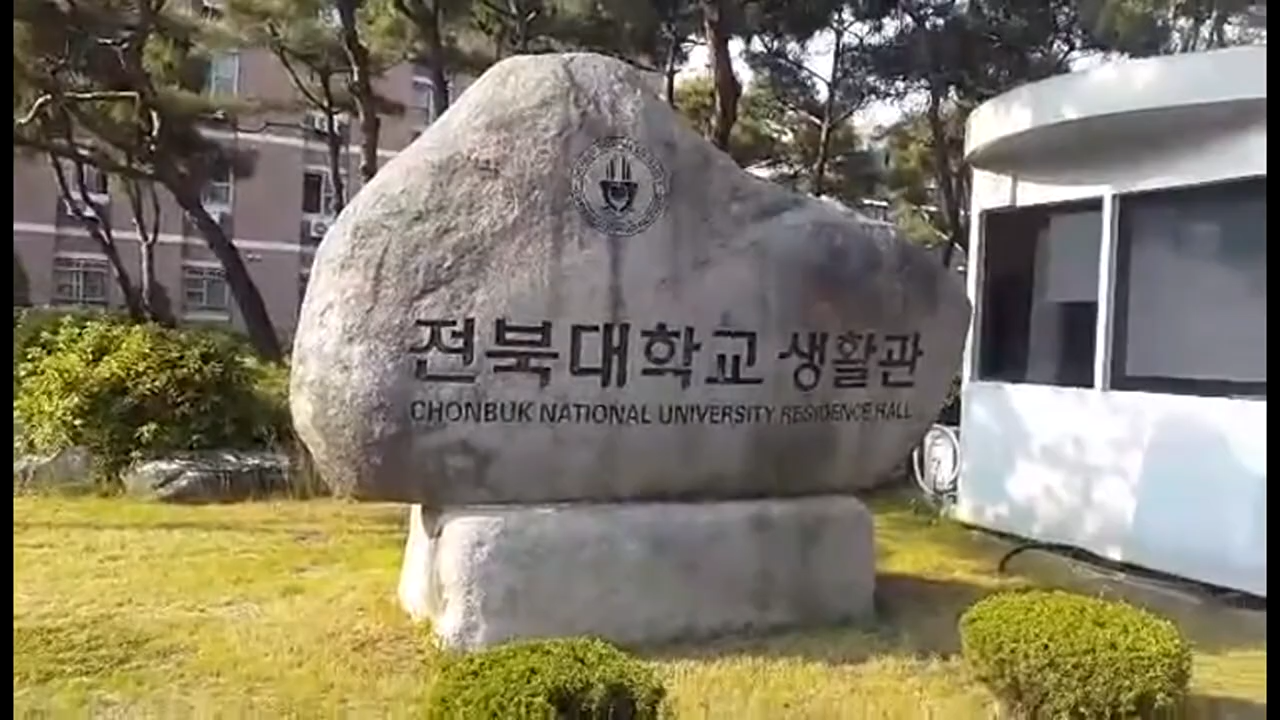 전북대학교 생활관
CHONBUK NATIONAL UNIVERSITY RESIDENCE HALL